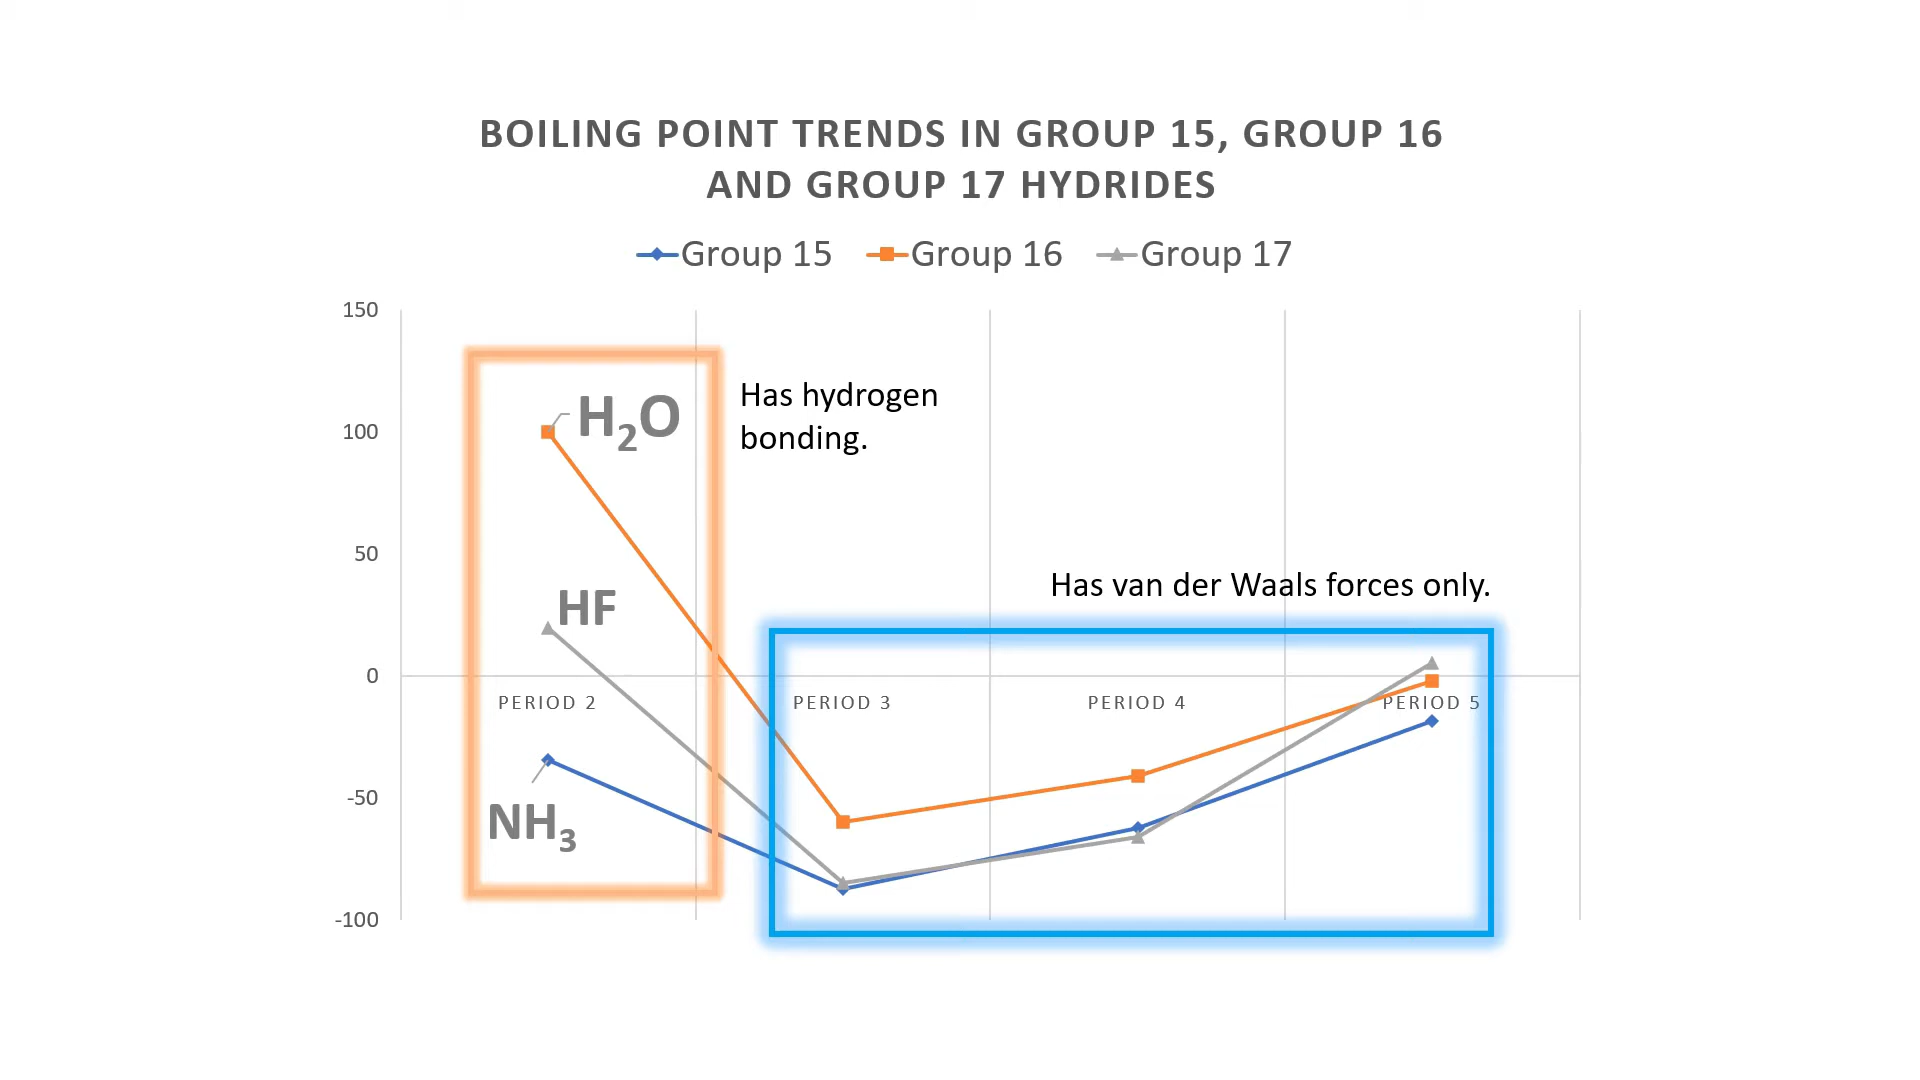 BOILING POINT TRENDS IN GROUP 15, GROUP 16
AND GROUP 17 HYDRIDES
Group 15 Group 16 Group 17
150
100
50
0
-50
-100
H₂O
Has hydrogen
bonding.
HF
Has van der Waals forces only.
PERIOD 2 PERIOD 3 PERIOD 4 PERIOD 5
NH₃